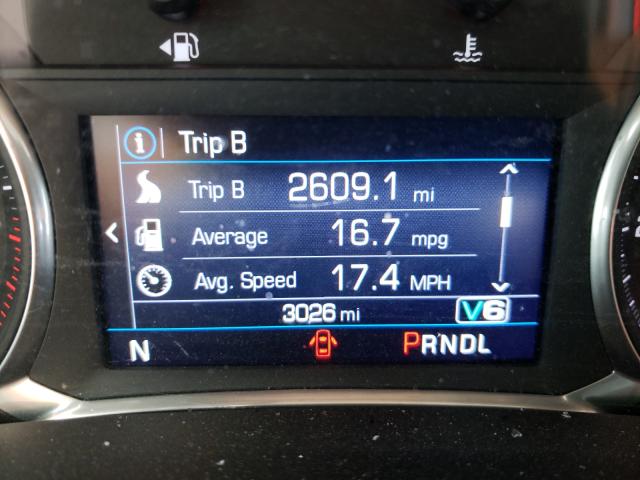 Trip B
Trip B 2609.1 mi
Average 16.7 mpg
Avg. Speed 17.4 MPH
3026 mi V6
N PRNDL